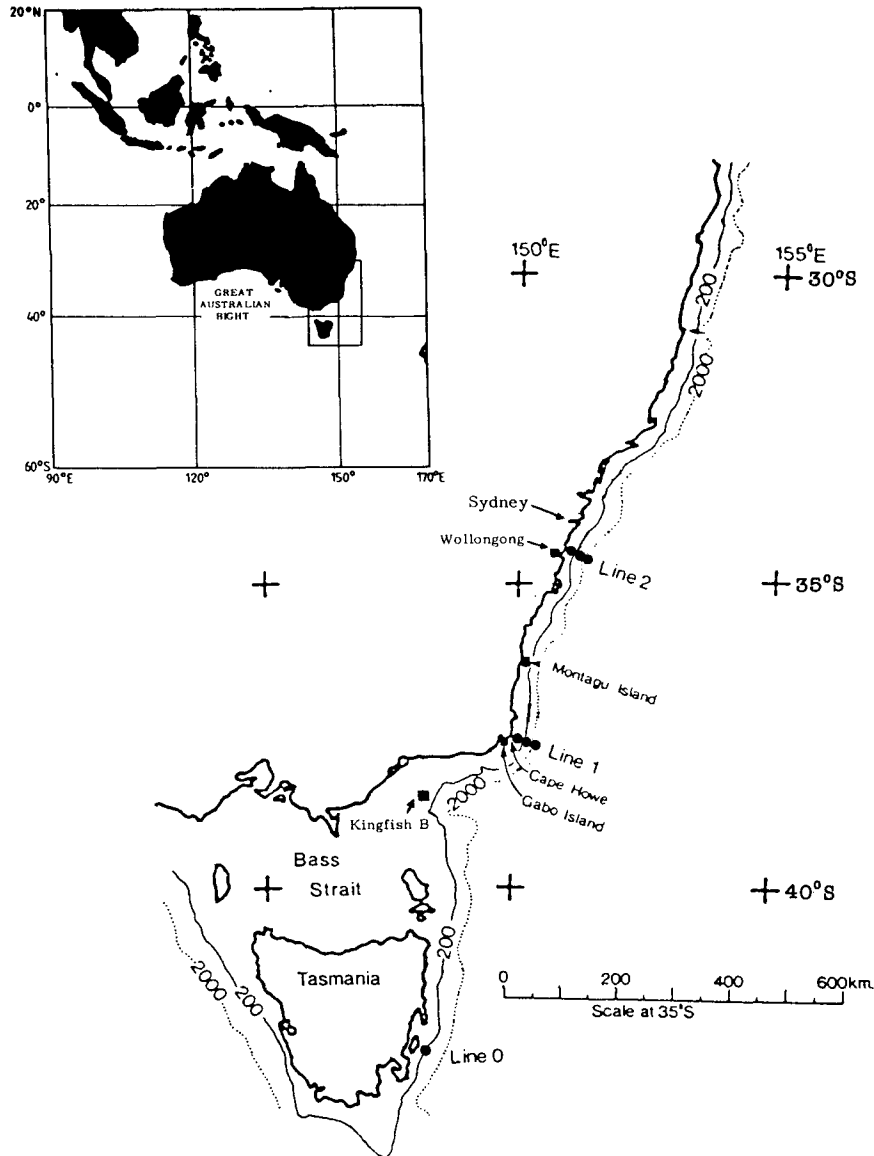 20°N
0°
20°
40°
60°S
90°E
120°
150°
170°E
GREAT
AUSTRALIAN
BIGHT
150°E
155°E
30°S
200
2000
Sydney
Wollongong
Line 2
35°S
Montagu Island
Line 1
Cape Howe
Gabo Island
2000
Kingfish B
Bass
Strait
40°S
200
2000
200
Tasmania
0
200
400
600km.
Scale at 35°S
Line 0